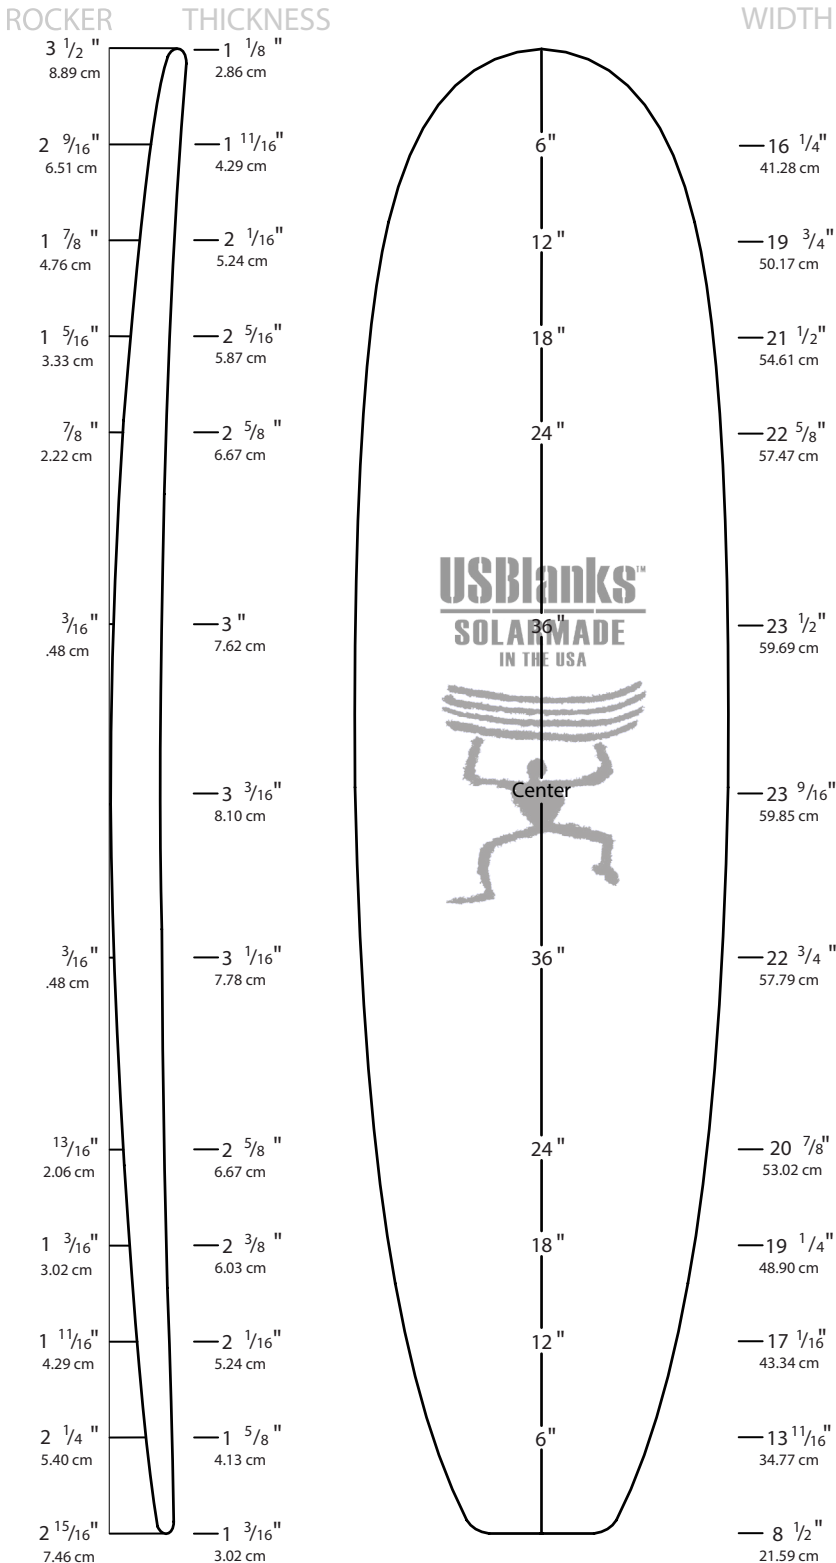 ROCKER THICKNESS WIDTH
3 1/2 " 1 1/8 "
8.89 cm 2.86 cm
2 9/16" 1 11/16" 6" 16 1/4"
6.51 cm 4.29 cm 41.28 cm
1 7/8 " 2 1/16" 12" 19 3/4"
4.76 cm 5.24 cm 50.17 cm
1 5/16" 2 5/16" 18" 21 1/2"
3.33 cm 5.87 cm 54.61 cm
7/8 " 2 5/8 " 24" 22 5/8"
2.22 cm 6.67 cm 57.47 cm
USBlanks™
3/16" 3 " 36" 23 1/2"
.48 cm 7.62 cm 59.69 cm
SOLARMADE
IN THE USA
3 3/16" Center 23 9/16"
8.10 cm 59.85 cm
3/16" 3 1/16" 36" 22 3/4 "
.48 cm 7.78 cm 57.79 cm
13/16" 2 5/8 " 24" 20 7/8"
2.06 cm 6.67 cm 53.02 cm
1 3/16" 2 3/8 " 18" 19 1/4"
3.02 cm 6.03 cm 48.90 cm
1 11/16" 2 1/16" 12" 17 1/16"
4.29 cm 5.24 cm 43.34 cm
2 1/4 " 1 5/8 " 6" 13 11/16"
5.40 cm 4.13 cm 34.77 cm
2 15/16" 1 3/16" 8 1/2"
7.46 cm 3.02 cm 21.59 cm